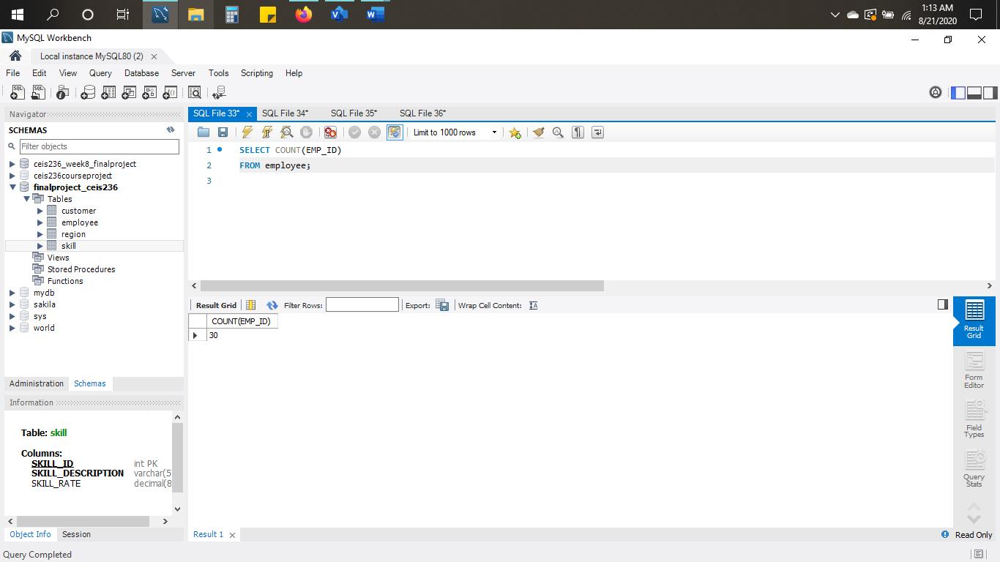 1:13 AM
8/21/2020
MySQL Workbench
Local instance MySQL80 (2)
File Edit View Query Database Server Tools Scripting Help
Navigator
SCHEMAS
Filter objects
ceis236_week8_finalproject
ceis236courseproject
finalproject_ceis236
Tables
customer
employee
region
skill
Views
Stored Procedures
Functions
mydb
sakila
sys
world
Administration Schemas
Information
Table: skill
Columns:
SKILL_ID int PK
SKILL_DESCRIPTION varchar(5
SKILL_RATE decimal(8
Object Info Session
SQL File 33* SQL File 34* SQL File 35* SQL File 36*
Limit to 1000 rows
1 SELECT COUNT(EMP_ID)
2 FROM employee;
3
Result Grid Filter Rows: Export: Wrap Cell Content:
COUNT(EMP_ID)
30
Result
Grid
Form
Editor
Field
Types
Query
Stats
Result 1
Read Only
Query Completed